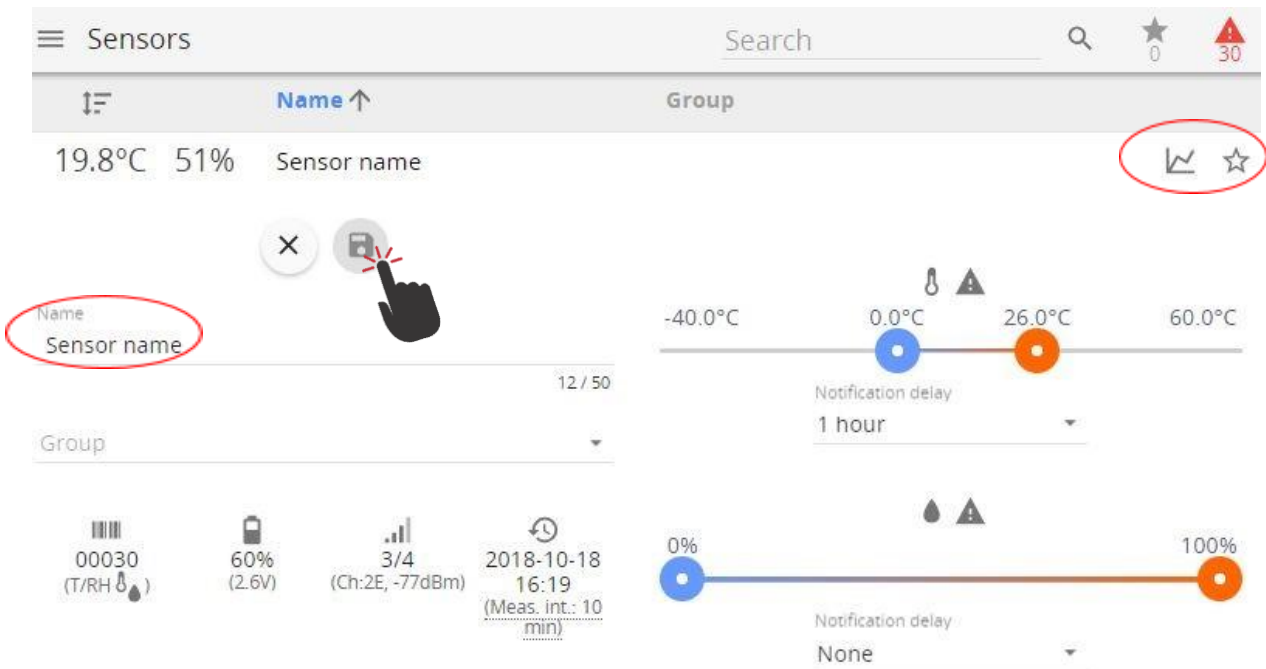 Sensors
Search
0
30
Name
Group
19.8°C 51% Sensor name
Name
Sensor name
12 / 50
Group
00030
(T/RH)
60%
(2.6V)
3/4
(Ch:2E, -77dBm)
2018-10-18
16:19
(Meas. int.: 10
min)
-40.0°C 0.0°C 26.0°C 60.0°C
Notification delay
1 hour
0% 100%
Notification delay
None